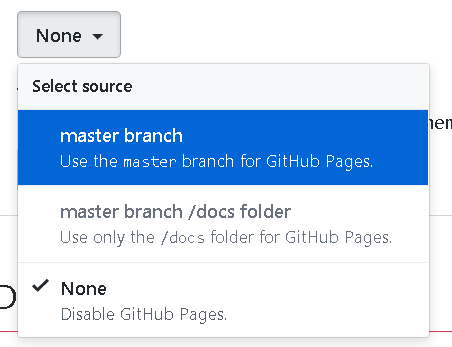 None
Select source
master branch
Use the master branch for GitHub Pages.
master branch /docs folder
Use only the /docs folder for GitHub Pages.
None
Disable GitHub Pages.